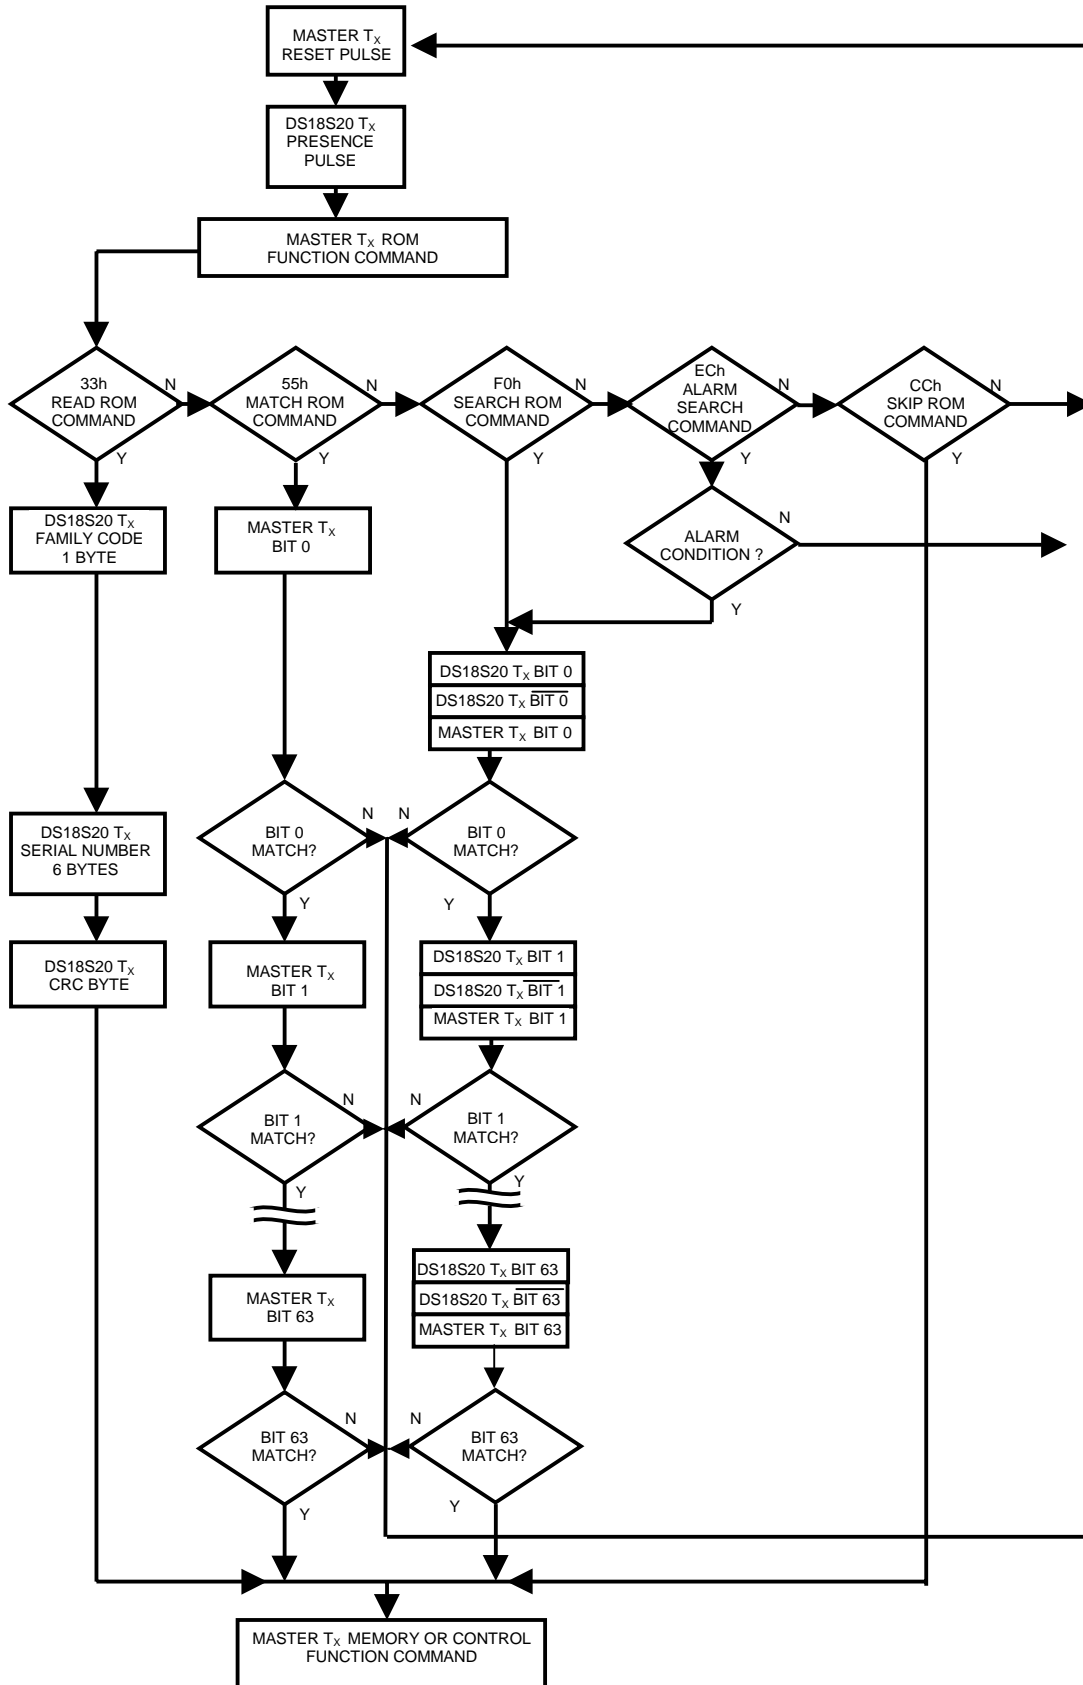 MASTER TX
RESET PULSE
DS18S20 TX
PRESENCE
PULSE
MASTER TX ROM
FUNCTION COMMAND
33h
READ ROM
COMMAND
N
Y
55h
MATCH ROM
COMMAND
N
Y
F0h
SEARCH ROM
COMMAND
N
Y
ECh
ALARM
SEARCH
COMMAND
N
Y
CCh
SKIP ROM
COMMAND
N
Y
DS18S20 TX
FAMILY CODE
1 BYTE
MASTER TX
BIT 0
ALARM
CONDITION ?
N
Y
DS18S20 TX BIT 0
DS18S20 TX BIT 0
MASTER TX BIT 0
BIT 0
MATCH?
N
Y
BIT 0
MATCH?
N
Y
DS18S20 TX
SERIAL NUMBER
6 BYTES
DS18S20 TX
CRC BYTE
MASTER TX
BIT 1
DS18S20 TX BIT 1
DS18S20 TX BIT 1
MASTER TX BIT 1
BIT 1
MATCH?
N
Y
BIT 1
MATCH?
N
Y
MASTER TX
BIT 63
DS18S20 TX BIT 63
DS18S20 TX BIT 63
MASTER TX BIT 63
BIT 63
MATCH?
N
Y
BIT 63
MATCH?
N
Y
MASTER TX MEMORY OR CONTROL
FUNCTION COMMAND